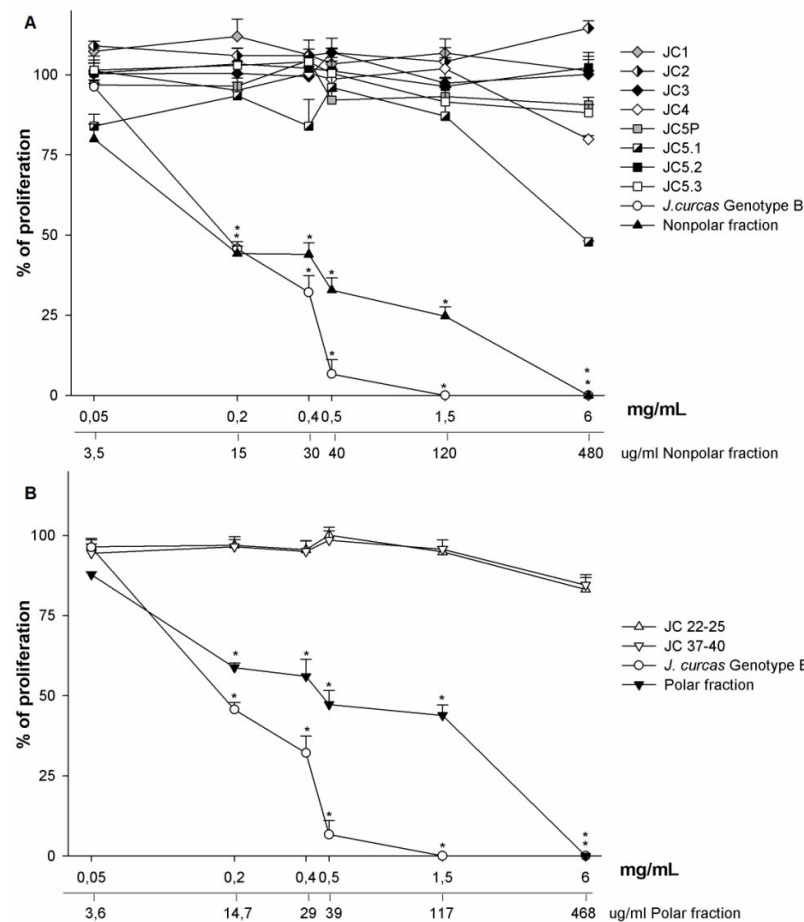 A
% of proliferation
100
75
50
25
0
* * * * * * * *
0,05 0,2 0,4 0,5 1,5 6 mg/mL
3,5 15 30 40 120 480 ug/ml Nonpolar fraction
JC1
JC2
JC3
JC4
JC5P
JC5.1
JC5.2
JC5.3
J.curcas Genotype B
Nonpolar fraction
B
% of proliferation
100
75
50
25
0
* * * * * * * * * *
0,05 0,2 0,4 0,5 1,5 6 mg/mL
3,6 14,7 29 39 117 468 ug/ml Polar fraction
JC 22-25
JC 37-40
J. curcas Genotype B
Polar fraction